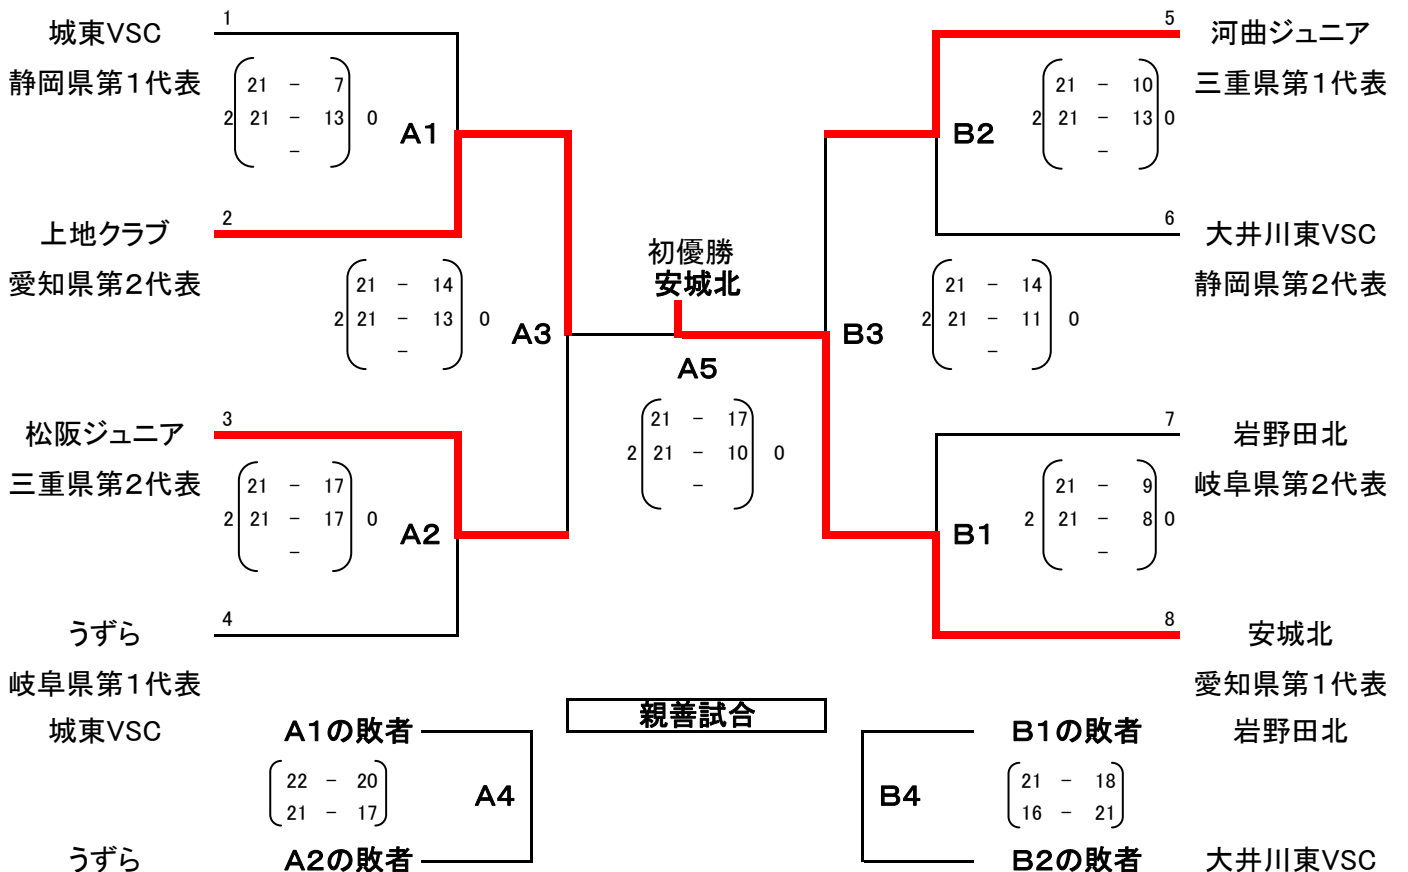 1
城東VSC
静岡県第1代表
21 - 7
2 21 - 13 0
-
A1
2
上地クラブ
愛知県第2代表
21 - 14
2 21 - 13 0
-
A3
3
松阪ジュニア
三重県第2代表
21 - 17
2 21 - 17 0
-
A2
4
うずら
岐阜県第1代表
初優勝
安城北
A5
21 - 17
2 21 - 10 0
-
5
河曲ジュニア
三重県第1代表
21 - 10
2 21 - 13 0
-
B2
6
大井川東VSC
静岡県第2代表
21 - 14
2 21 - 11 0
-
B3
7
岩野田北
岐阜県第2代表
21 - 9
2 21 - 8 0
-
B1
8
安城北
愛知県第1代表
親善試合
城東VSC A1の敗者
22 - 20
21 - 17
A4
うずら A2の敗者
B1の敗者 岩野田北
21 - 18
16 - 21
B4
B2の敗者 大井川東VSC